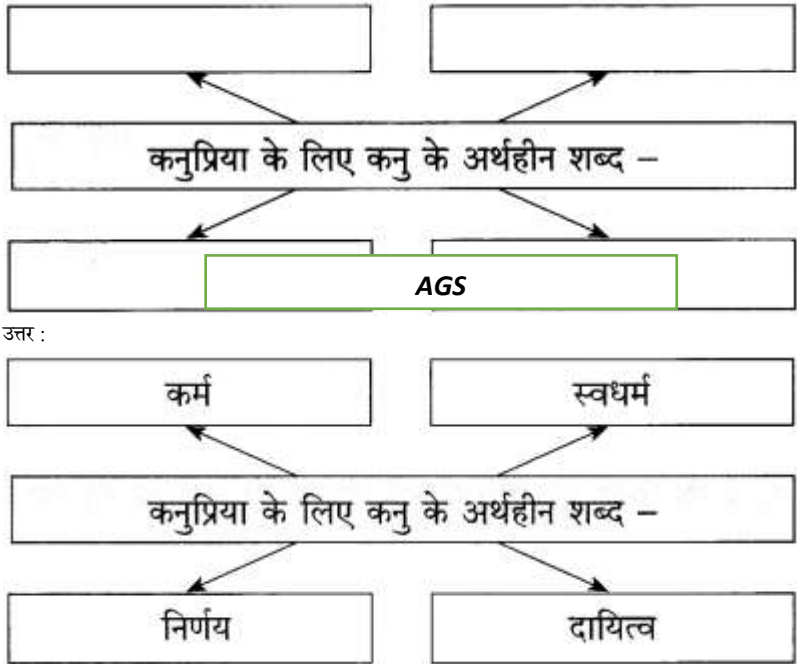 कनुप्रिया के लिए कनु के अर्थहीन शब्द –
AGS
उत्तर :
कर्म स्वधर्म
कनुप्रिया के लिए कनु के अर्थहीन शब्द –
निर्णय दायित्व